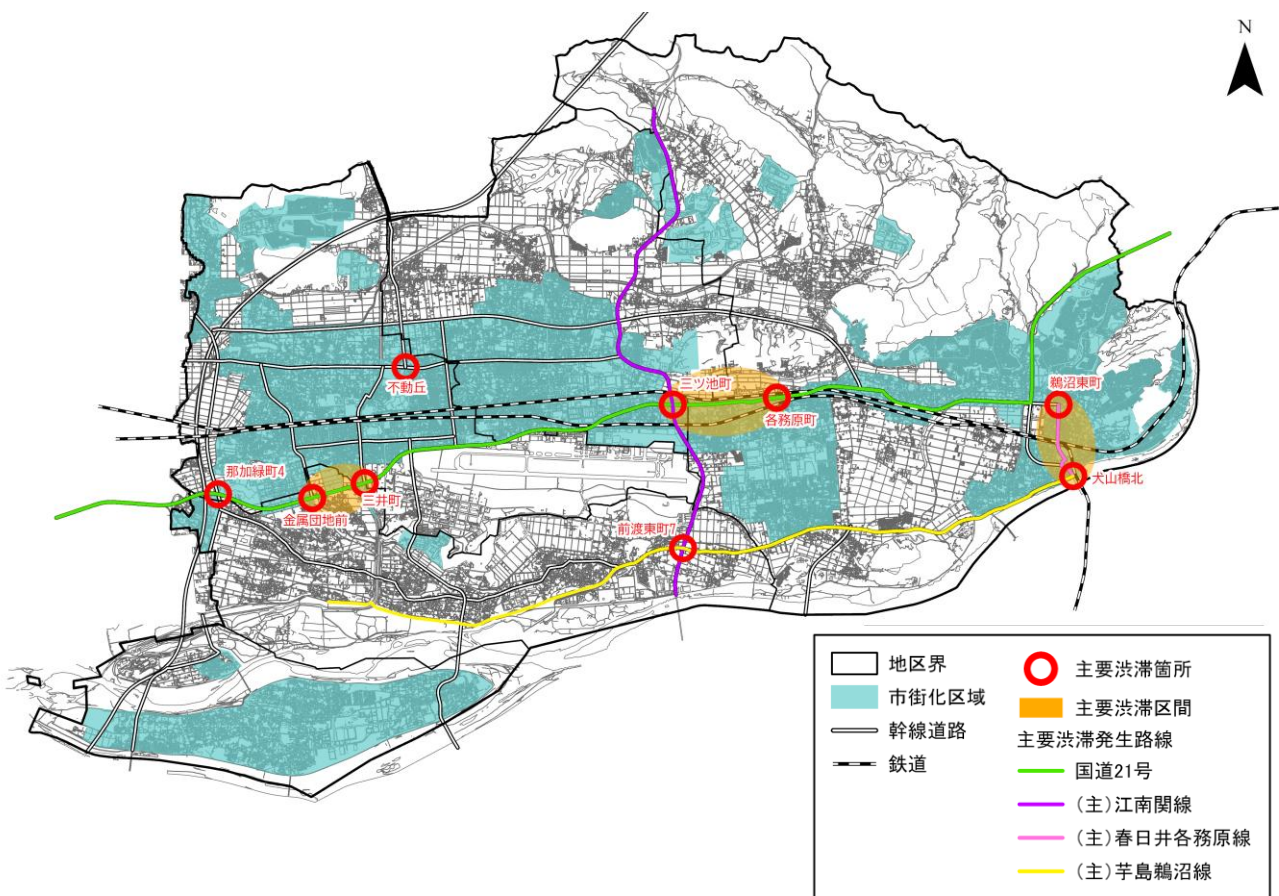 N
不動丘
三ツ池町
各務原町
鵜沼東町
犬山橋北
那加緑町4
金属団地前
三井町
前渡東町7
地区界
市街化区域
幹線道路
鉄道
主要渋滞箇所
主要渋滞区間
主要渋滞発生路線
国道21号
(主)江南関線
(主)春日井各務原線
(主)芋島鵜沼線